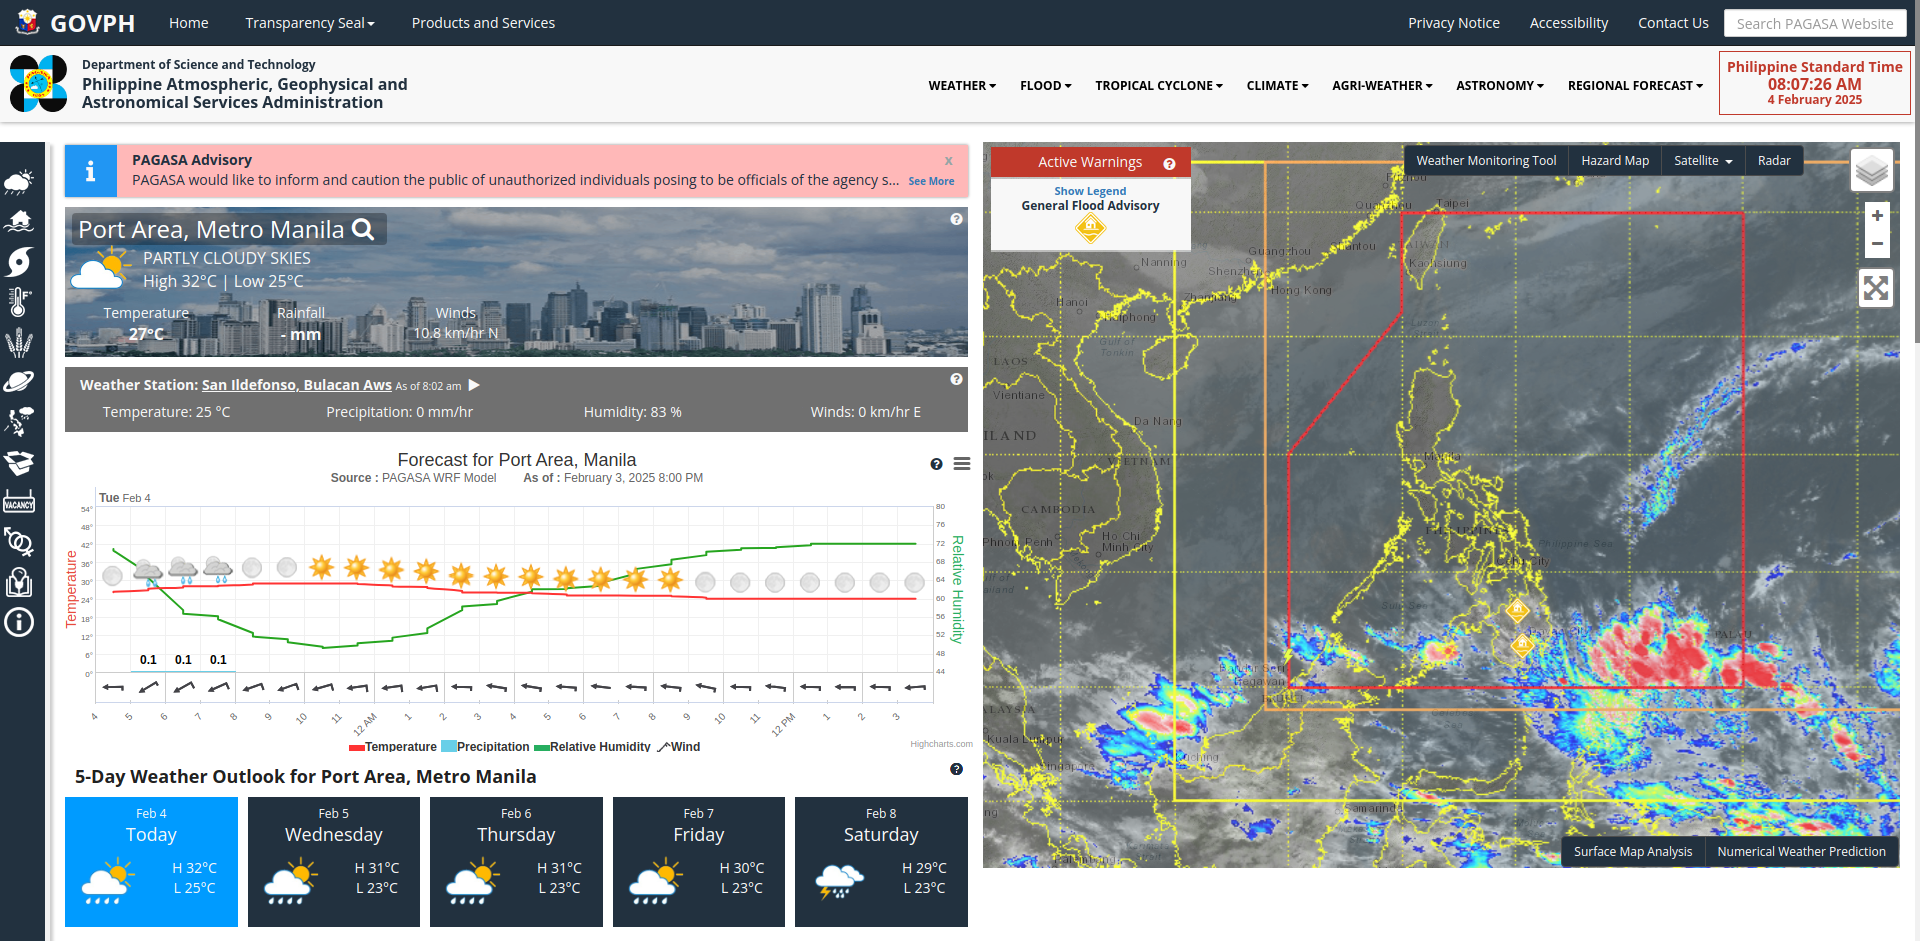 GOVPH
Home
Transparency Seal
Products and Services
Privacy Notice
Accessibility
Contact Us
Search PAGASA Website
Department of Science and Technology
Philippine Atmospheric, Geophysical and
Astronomical Services Administration
WEATHER
FLOOD
TROPICAL CYCLONE
CLIMATE
AGRI-WEATHER
ASTRONOMY
REGIONAL FORECAST
Philippine Standard Time
08:07:26 AM
4 February 2025
VACANCY
PAGASA Advisory
x
PAGASA would like to inform and caution the public of unauthorized individuals posing to be officials of the agency s...
See More
Port Area, Metro Manila
PARTLY CLOUDY SKIES
High 32°C | Low 25°C
Temperature
Rainfall
Winds
27°C
- mm
10.8 km/hr N
Weather Station: San Ildefonso, Bulacan Aws As of 8:02 am
Temperature: 25 °C
Precipitation: 0 mm/hr
Humidity: 83 %
Winds: 0 km/hr E
Forecast for Port Area, Manila
Source : PAGASA WRF Model As of : February 3, 2025 8:00 PM
Tue Feb 4
Temperature
54°
48°
42°
36°
30°
24°
18°
12°
6°
0°
80
76
72
68
64
60
56
52
48
44
Relative Humidity
0.1
0.1
0.1
4
5
6
7
8
9
10
11
12 AM
1
2
3
4
5
6
7
8
9
10
11
12 PM
1
2
3
Temperature
Precipitation
Relative Humidity
Wind
Highcharts.com
5-Day Weather Outlook for Port Area, Metro Manila
Feb 4
Today
H 32°C
L 25°C
Feb 5
Wednesday
H 31°C
L 23°C
Feb 6
Thursday
H 31°C
L 23°C
Feb 7
Friday
H 30°C
L 23°C
Feb 8
Saturday
H 29°C
L 23°C
Active Warnings
Show Legend
General Flood Advisory
Weather Monitoring Tool
Hazard Map
Satellite
Radar
+
−
Taipei
Guangzhou
Shantou
Kaohsiung
Nanning
Shenzhen
Hong Kong
Hanoi
Zhanjiang
Haiphong
Gulf of
Tonkin
LAOS
Vientiane
Da Nang
VIETNAM
Manila
CAMBODIA
Phnom Penh
Ho Chi
Minh City
Philippine Sea
PALAU
Bandar Seri
Begawan
Kuala Lumpur
Kuching
Singapore
Samarinda
Surface Map Analysis
Numerical Weather Prediction